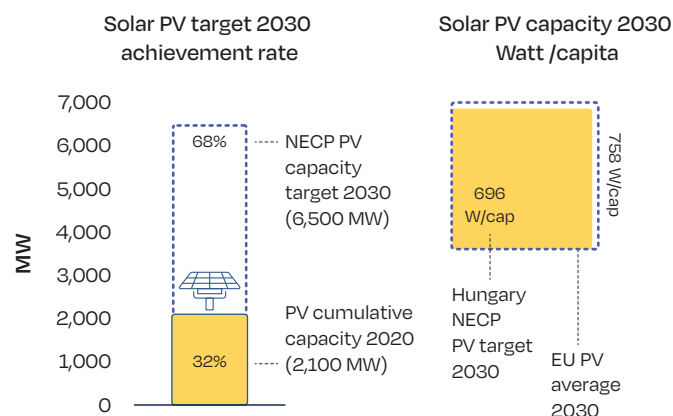 Solar PV target 2030
achievement rate
MW
7,000
6,000
5,000
4,000
3,000
2,000
1,000
0
68%
32%
NECP PV
capacity
target 2030
(6,500 MW)
PV cumulative
capacity 2020
(2,100 MW)
Solar PV capacity 2030
Watt /capita
696
W/cap
758 W/cap
Hungary
NECP
PV target
2030
EU PV
average
2030